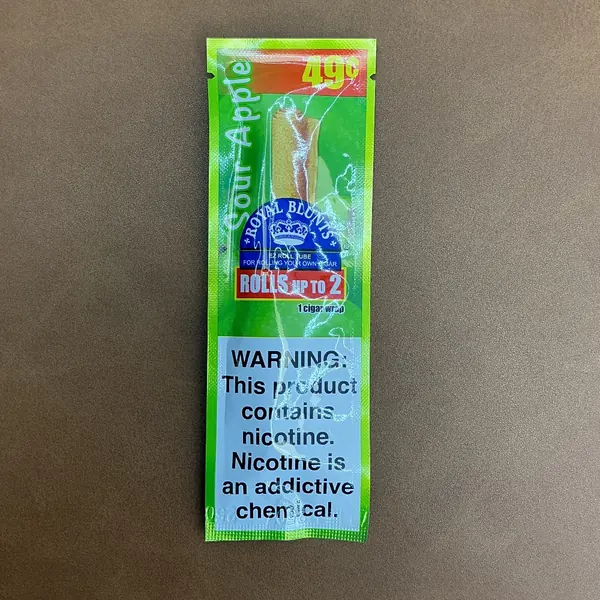 49¢
Sour Apple
ROYAL BLUNTS
EZ ROLL TUBE
FOR ROLLING YOUR OWN CIGAR
ROLLS UP TO 2
1 cigar wrap
WARNING:
This product
contains
nicotine.
Nicotine is
an addictive
chemical.